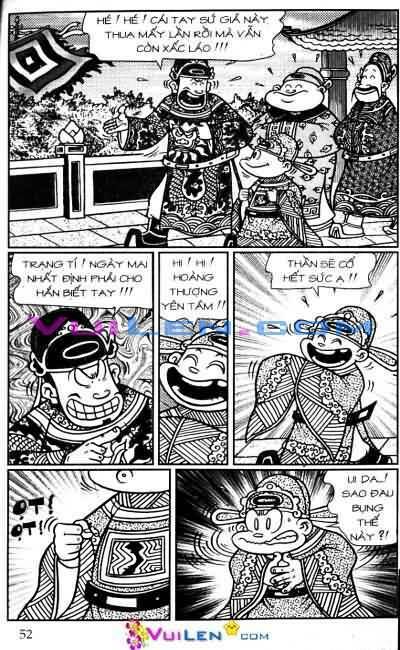 HÉ ! HÉ ! CÁI TAY SỨ GIẢ NÀY
THUA MẤY LẦN RỒI MÀ VẪN
CÒN XẤC LÁO !!!
TRẠNG TÍ ! NGÀY MAI
NHẤT ĐỊNH PHẢI CHO
HẮN BIẾT TAY !!!
HI ! HI !
HOÀNG
THƯỢNG
YÊN TÂM !!
THẦN SẼ CỐ
HẾT SỨC Ạ !!
VUILEN.COM
ỌT !
ỌT !!
UI DA..!
SAO ĐAU
BỤNG
THẾ
NÀY ?!
52
VUILEN.COM